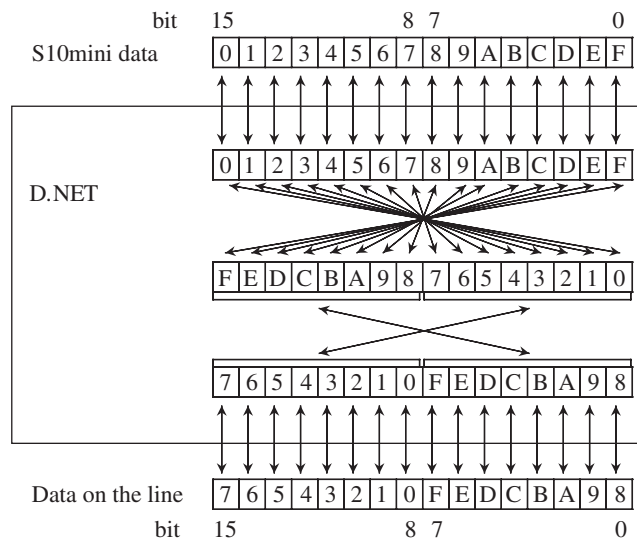 bit 15 8 7 0
S10mini data 0 1 2 3 4 5 6 7 8 9 A B C D E F
0 1 2 3 4 5 6 7 8 9 A B C D E F
D.NET
F E D C B A 9 8 7 6 5 4 3 2 1 0
7 6 5 4 3 2 1 0 F E D C B A 9 8
Data on the line 7 6 5 4 3 2 1 0 F E D C B A 9 8
bit 15 8 7 0